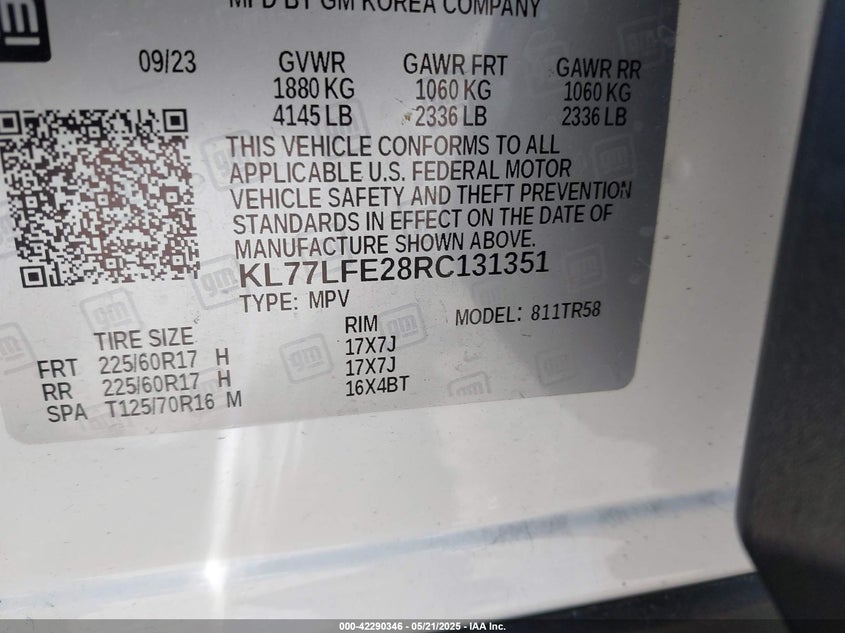 MFD BY GM KOREA COMPANY
09/23 GVWR GAWR FRT GAWR RR
1880 KG 1060 KG 1060 KG
4145 LB 2336 LB 2336 LB
THIS VEHICLE CONFORMS TO ALL
APPLICABLE U.S. FEDERAL MOTOR
VEHICLE SAFETY AND THEFT PREVENTION
STANDARDS IN EFFECT ON THE DATE OF
MANUFACTURE SHOWN ABOVE.
KL77LFE28RC131351
TYPE: MPV MODEL: 811TR58
TIRE SIZE RIM
FRT 225/60R17 H 17X7J
RR 225/60R17 H 17X7J
SPA T125/70R16 M 16X4BT
gm
000-42290346 — 05/21/2025 — IAA Inc.